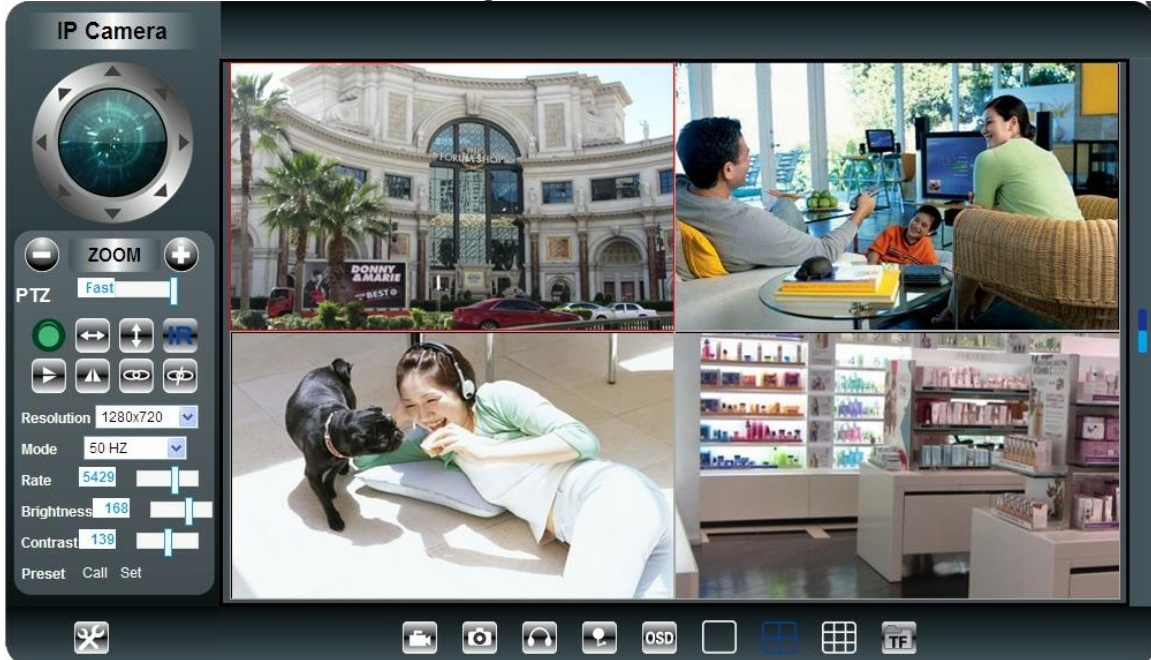 IP Camera
FORUM SHOPS
DONNY
&MARIE
BEST
ZOOM
PTZ Fast
IR
Resolution 1280x720
Mode 50 HZ
Rate 5429
Brightness 168
Contrast 139
Preset Call Set
OSD
TF